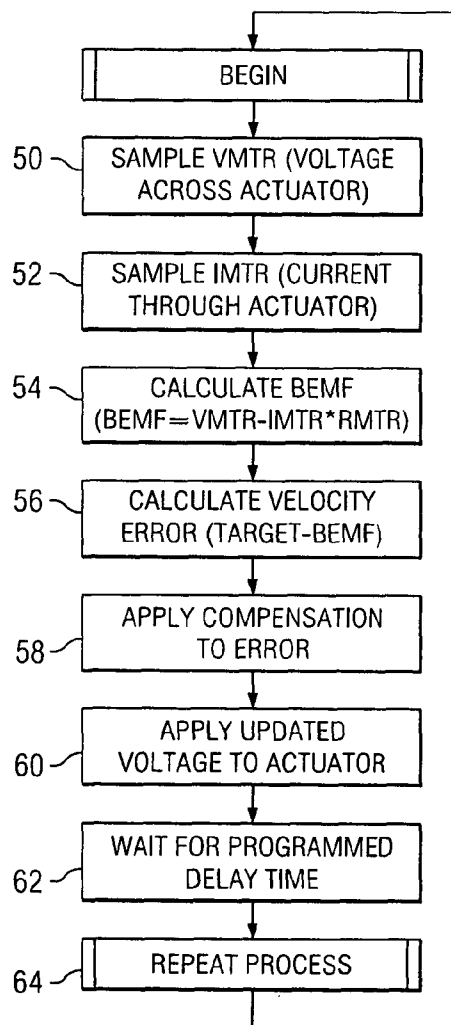 BEGIN
50
SAMPLE VMTR (VOLTAGE
ACROSS ACTUATOR)
52
SAMPLE IMTR (CURRENT
THROUGH ACTUATOR)
54
CALCULATE BEMF
(BEMF=VMTR-IMTR*RMTR)
56
CALCULATE VELOCITY
ERROR (TARGET-BEMF)
58
APPLY COMPENSATION
TO ERROR
60
APPLY UPDATED
VOLTAGE TO ACTUATOR
62
WAIT FOR PROGRAMMED
DELAY TIME
64
REPEAT PROCESS